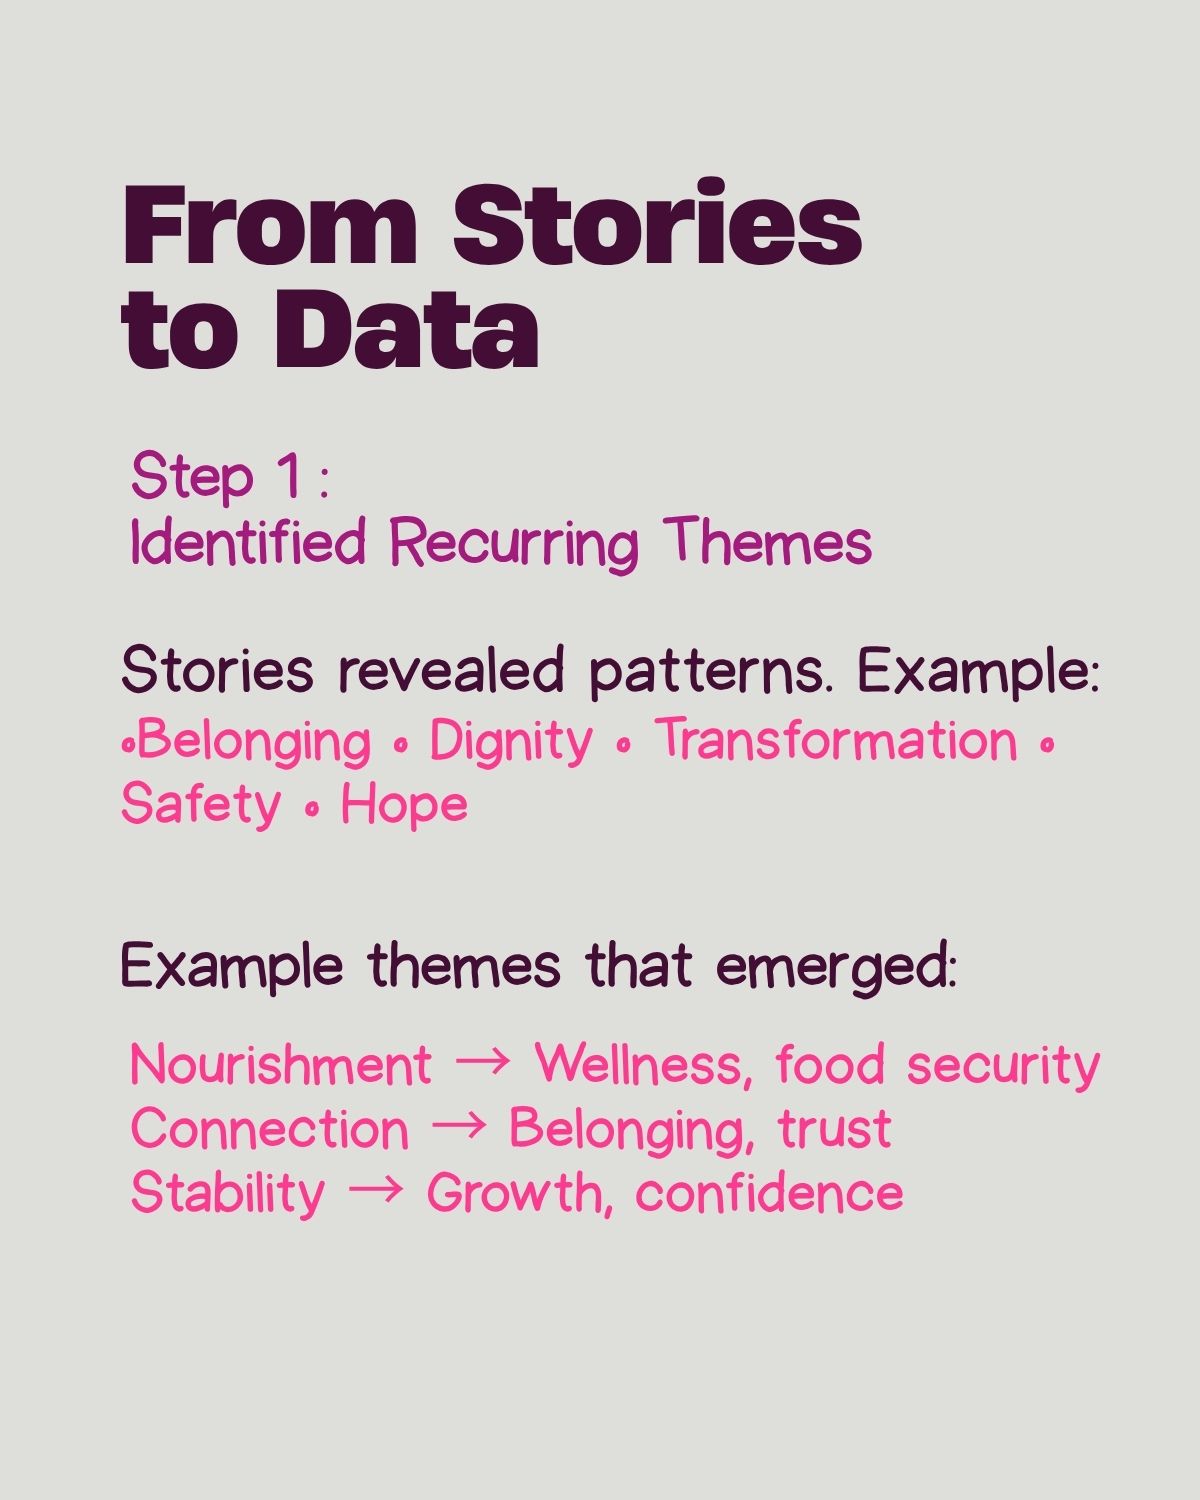 From Stories
to Data
Step 1 :
Identified Recurring Themes
Stories revealed patterns. Example:
•Belonging • Dignity • Transformation •
Safety • Hope
Example themes that emerged:
Nourishment → Wellness, food security
Connection → Belonging, trust
Stability → Growth, confidence